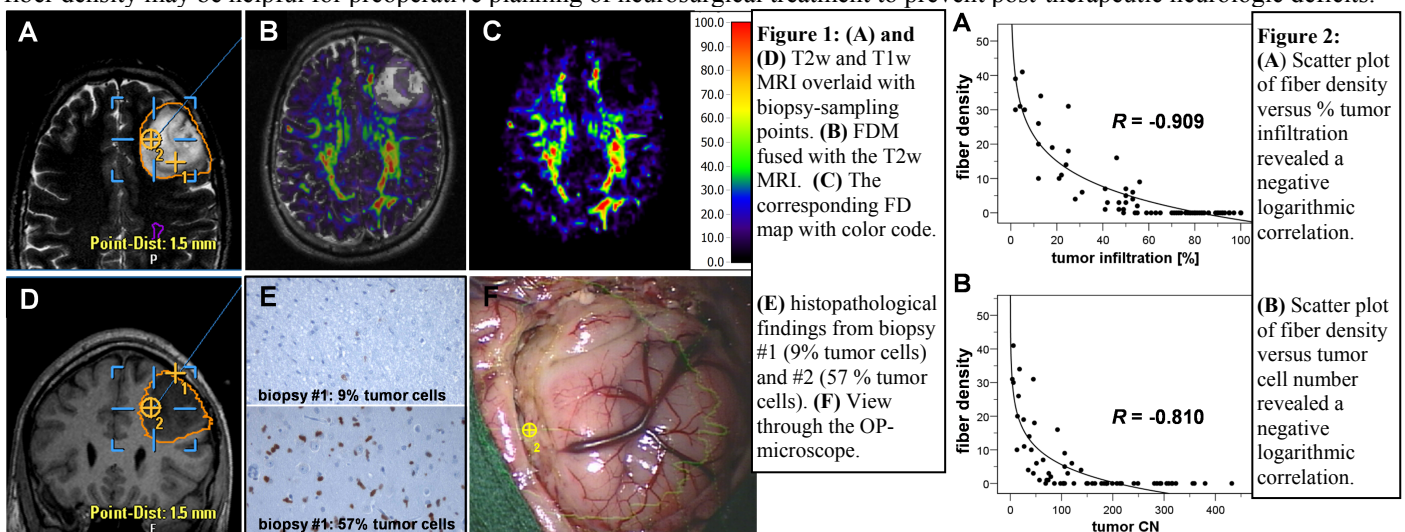 fiber density may be helpful for preoperative planning of neurosurgical treatment to prevent post-therapeutic neurologic deficits.
A
2
1
Point-Dist: 1.5 mm
P
B
C
100.0
90.0
80.0
70.0
60.0
50.0
40.0
30.0
20.0
10.0
0.0
Figure 1: (A) and
(D) T2w and T1w
MRI overlaid with
biopsy-sampling
points. (B) FDM
fused with the T2w
MRI. (C) The
corresponding FD
map with color code.
D
1
2
Point-Dist: 1.5 mm
F
E
biopsy #1: 9% tumor cells
biopsy #1: 57% tumor cells
F
2
(E) histopathological
findings from biopsy
#1 (9% tumor cells)
and #2 (57 % tumor
cells). (F) View
through the OP-
microscope.
A
fiber density
50
40
30
20
10
0
R = -0.909
0 20 40 60 80 100
tumor infiltration [%]
Figure 2:
(A) Scatter plot
of fiber density
versus % tumor
infiltration
revealed a
negative
logarithmic
correlation.
B
fiber density
50
40
30
20
10
0
R = -0.810
0 100 200 300 400
tumor CN
(B) Scatter plot
of fiber density
versus tumor
cell number
revealed a
negative
logarithmic
correlation.